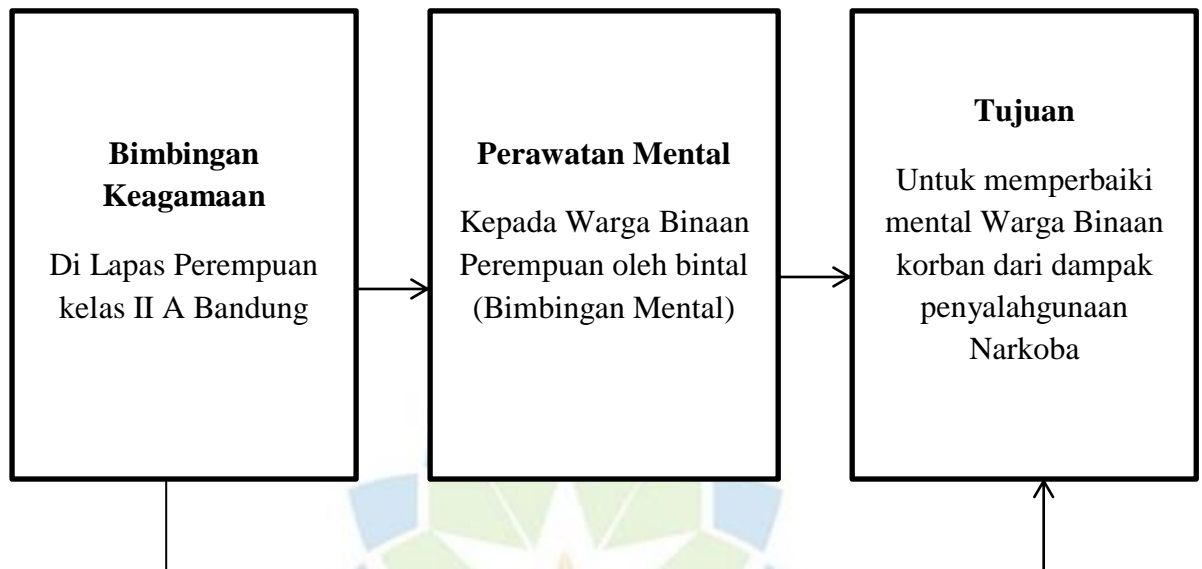 Bimbingan
Keagamaan
Di Lapas Perempuan
kelas II A Bandung
Perawatan Mental
Kepada Warga Binaan
Perempuan oleh bintal
(Bimbingan Mental)
Tujuan
Untuk memperbaiki
mental Warga Binaan
korban dari dampak
penyalahgunaan
Narkoba